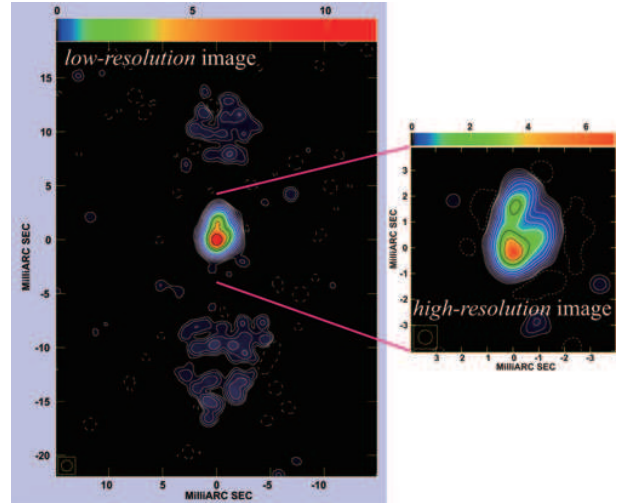 0 5 10
low-resolution image
15
10
5
0
-5
-10
-15
-20
MilliARC SEC
10 5 0 -5 -10
MilliARC SEC
0 2 4 6
3
2
1
0
-1
-2
-3
MilliARC SEC
high-resolution image
3 2 1 0 -1 -2 -3
MilliARC SEC